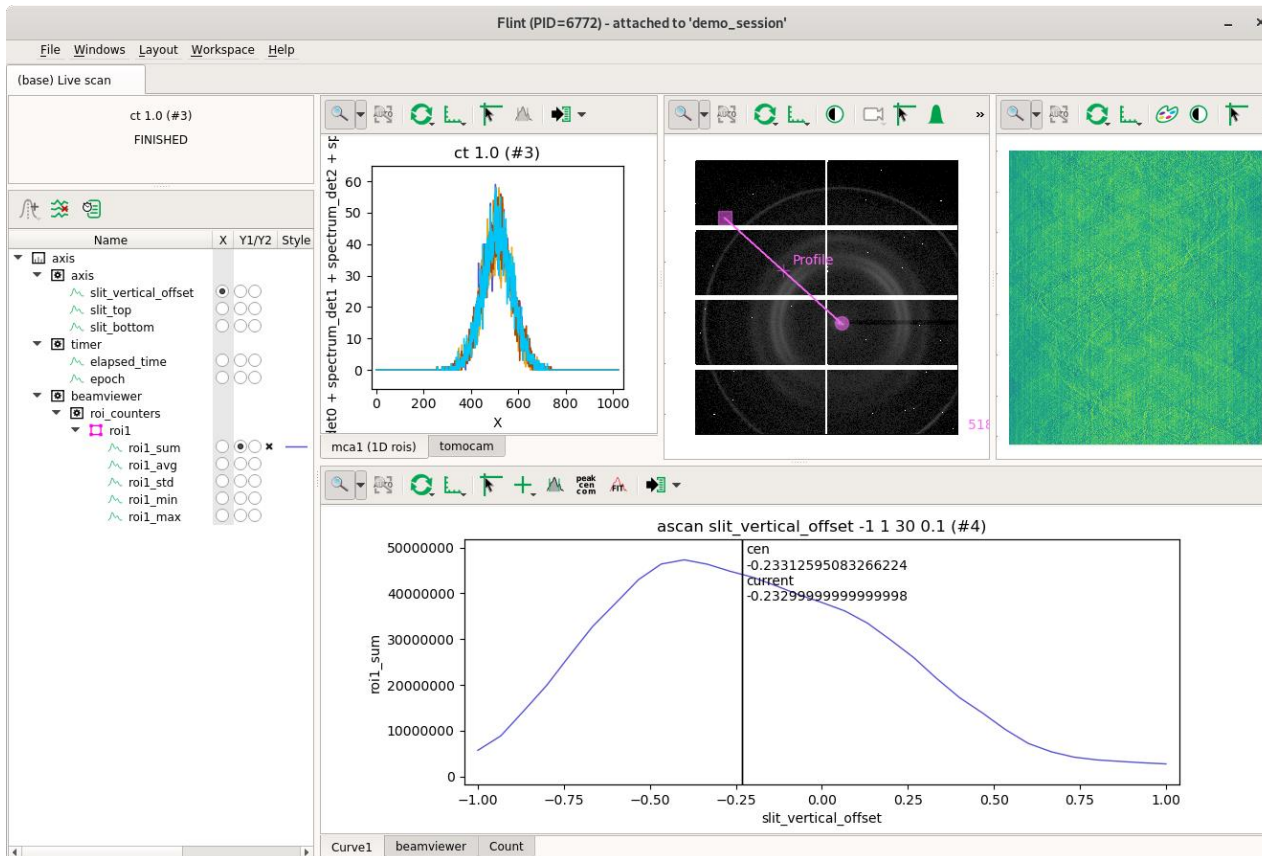 Flint (PID=6772) - attached to 'demo_session'
File Windows Layout Workspace Help
(base) Live scan
ct 1.0 (#3)
FINISHED
Name X Y1/Y2 Style
axis
axis
slit_vertical_offset
slit_top
slit_bottom
timer
elapsed_time
epoch
beamviewer
roi_counters
roi1
roi1_sum
roi1_avg
roi1_std
roi1_min
roi1_max
ct 1.0 (#3)
det0 + spectrum_det1 + spectrum_det2 + sp
60
50
40
30
20
10
0
0 200 400 600 800 1000
X
mca1 (1D rois) tomocam
»
Profile
518
peak
cen
com
FIT
ascan slit_vertical_offset -1 1 30 0.1 (#4)
roi1_sum
50000000
40000000
30000000
20000000
10000000
0
cen
-0.23312595083266224
current
-0.23299999999999998
−1.00 −0.75 −0.50 −0.25 0.00 0.25 0.50 0.75 1.00
slit_vertical_offset
Curve1 beamviewer Count